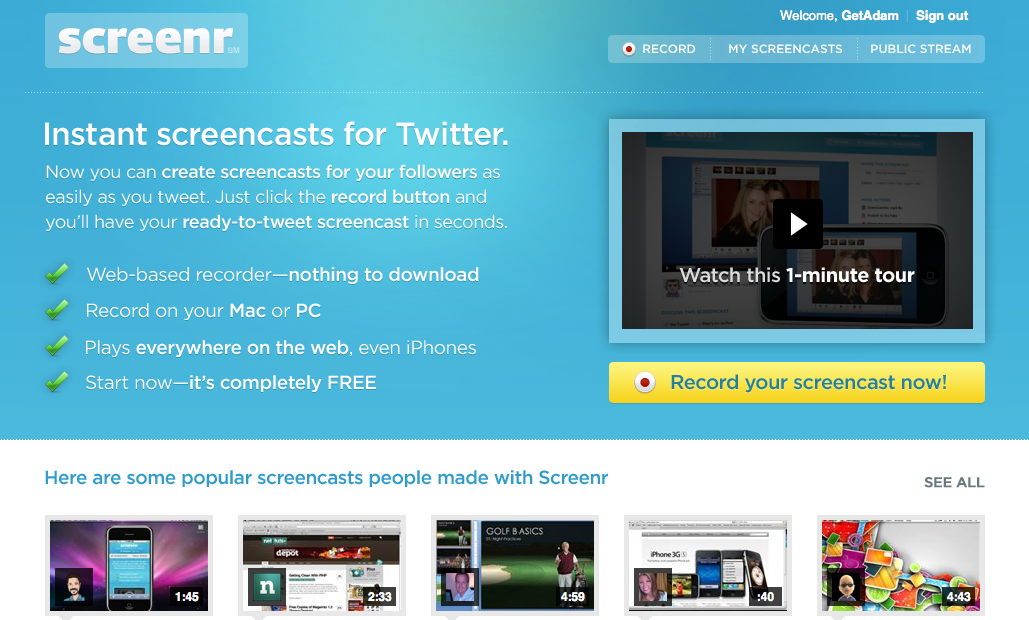 screenr SM
Welcome, GetAdam | Sign out
RECORD
MY SCREENCASTS
PUBLIC STREAM
Instant screencasts for Twitter.
Now you can create screencasts for your followers as
easily as you tweet. Just click the record button and
you'll have your ready-to-tweet screencast in seconds.
Web-based recorder—nothing to download
Record on your Mac or PC
Plays everywhere on the web, even iPhones
Start now—it's completely FREE
Watch this 1-minute tour
Record your screencast now!
Here are some popular screencasts people made with Screenr
SEE ALL
1:45
depot
n
2:33
GOLF BASICS
4:59
iPhone 3GS
:40
4:43